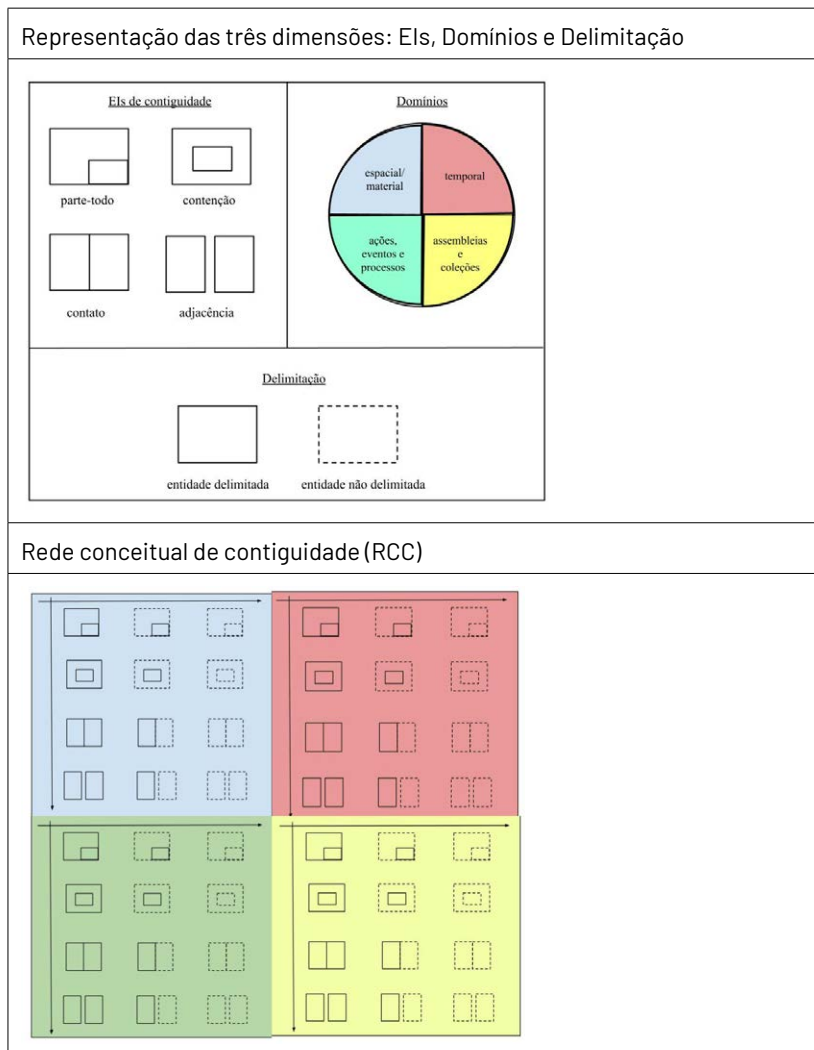 Representação das três dimensões: EIs, Domínios e Delimitação
EIs de contiguidade
parte-todo
contenção
contato
adjacência
Domínios
espacial/
material
temporal
ações,
eventos e
processos
assembleias
e
coleções
Delimitação
entidade delimitada
entidade não delimitada
Rede conceitual de contiguidade (RCC)